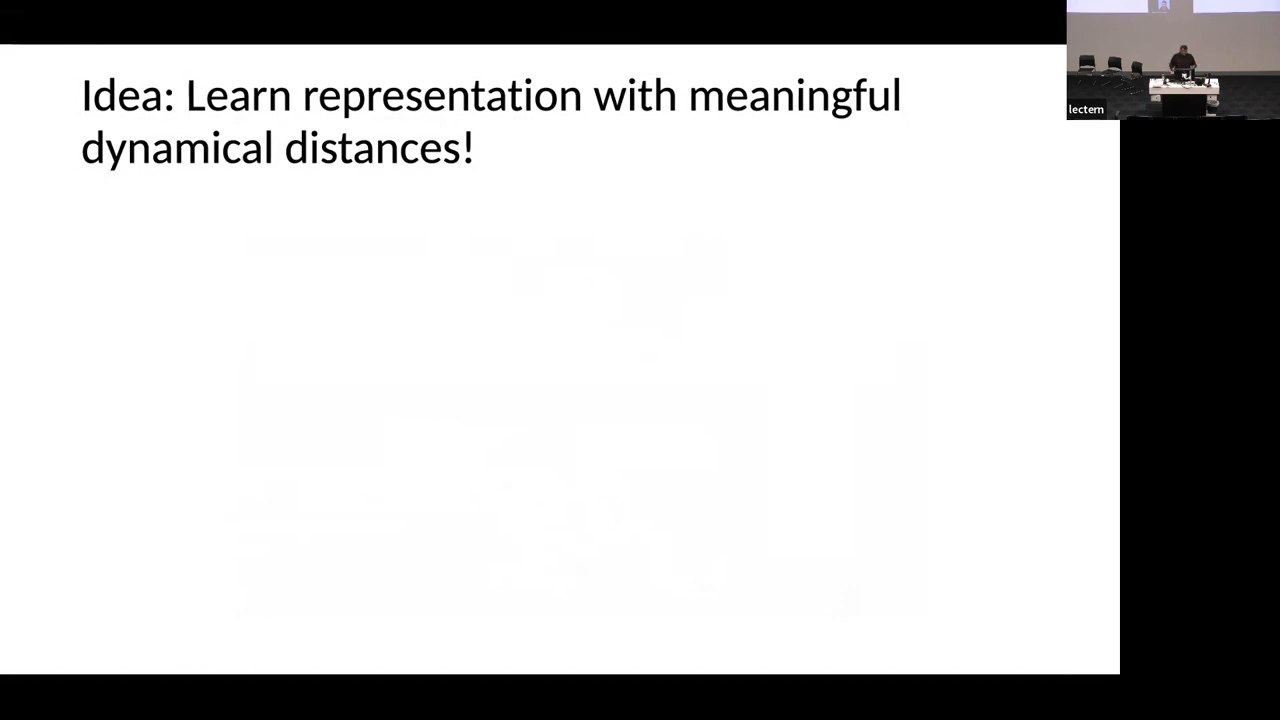 Idea: Learn representation with meaningful
dynamical distances!
lectern